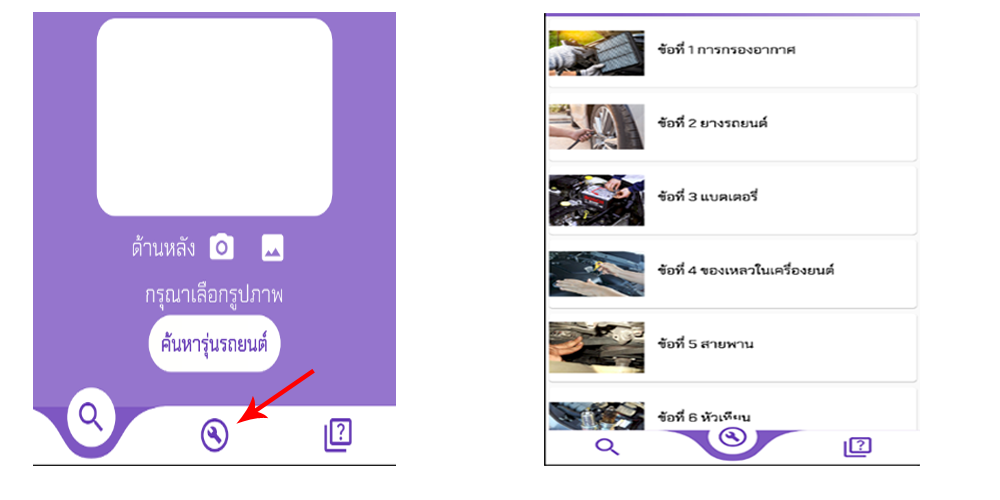 ด้านหลัง
กรุณาเลือกรูปภาพ
ค้นหารุ่นรถยนต์
?
ข้อที่ 1 การกรองอากาศ
ข้อที่ 2 ยางรถยนต์
ข้อที่ 3 แบตเตอรี่
ข้อที่ 4 ของเหลวในเครื่องยนต์
ข้อที่ 5 สายพาน
ข้อที่ 6 หัวเทียน
?